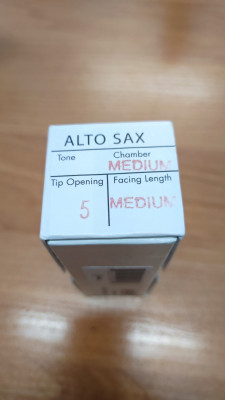 ALTO SAX
Tone Chamber
MEDIUM
Tip Opening Facing Length
5 MEDIUM